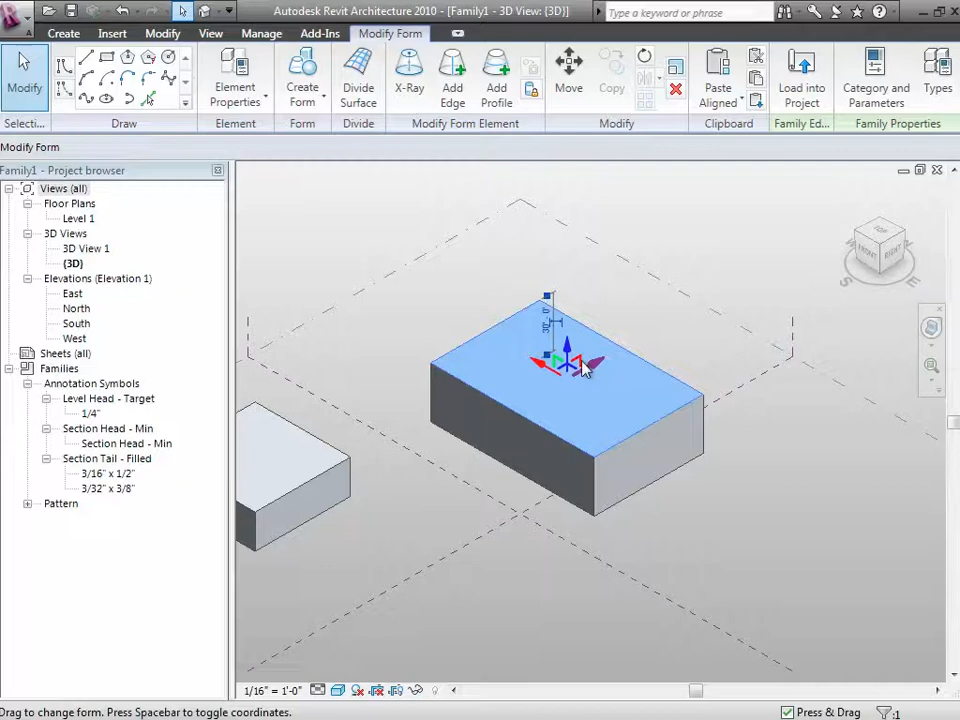 Autodesk Revit Architecture 2010 - [Family1 - 3D View: {3D}]
Type a keyword or phrase
Create
Insert
Modify
View
Manage
Add-Ins
Modify Form
Modify
Element Properties
Create Form
Divide Surface
X-Ray
Add Edge
Add Profile
Move
Copy
Paste Aligned
Load into Project
Category and Parameters
Types
Selecti...
Draw
Element
Form
Divide
Modify Form Element
Modify
Clipboard
Family Ed...
Family Properties
Modify Form
Family1 - Project browser
Views (all)
Floor Plans
Level 1
3D Views
3D View 1
{3D}
Elevations (Elevation 1)
East
North
South
West
Sheets (all)
Families
Annotation Symbols
Level Head - Target
1/4"
Section Head - Min
Section Head - Min
Section Tail - Filled
3/16" x 1/2"
3/32" x 3/8"
Pattern
30' - 0"
TOP
FRONT
RIGHT
W
N
S
E
1/16" = 1'-0"
Drag to change form. Press Spacebar to toggle coordinates.
Press & Drag
:1